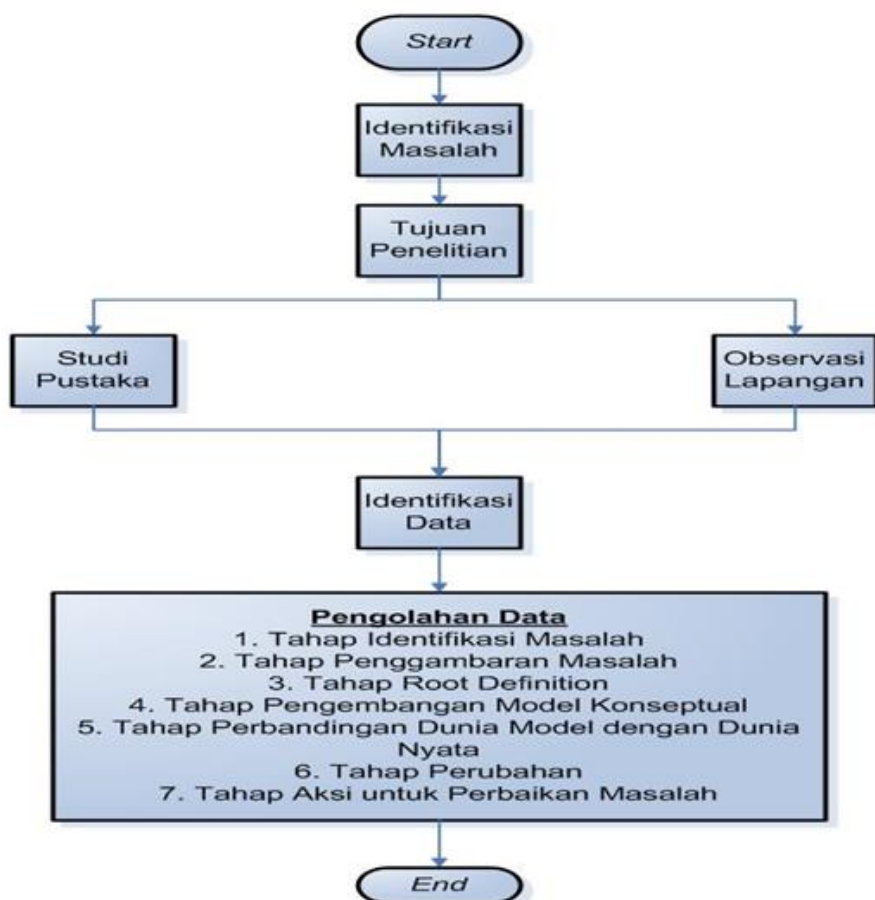 Start
Identifikasi
Masalah
Tujuan
Penelitian
Studi
Pustaka
Observasi
Lapangan
Identifikasi
Data
Pengolahan Data
1. Tahap Identifikasi Masalah
2. Tahap Penggambaran Masalah
3. Tahap Root Definition
4. Tahap Pengembangan Model Konseptual
5. Tahap Perbandingan Dunia Model dengan Dunia
Nyata
6. Tahap Perubahan
7. Tahap Aksi untuk Perbaikan Masalah
End